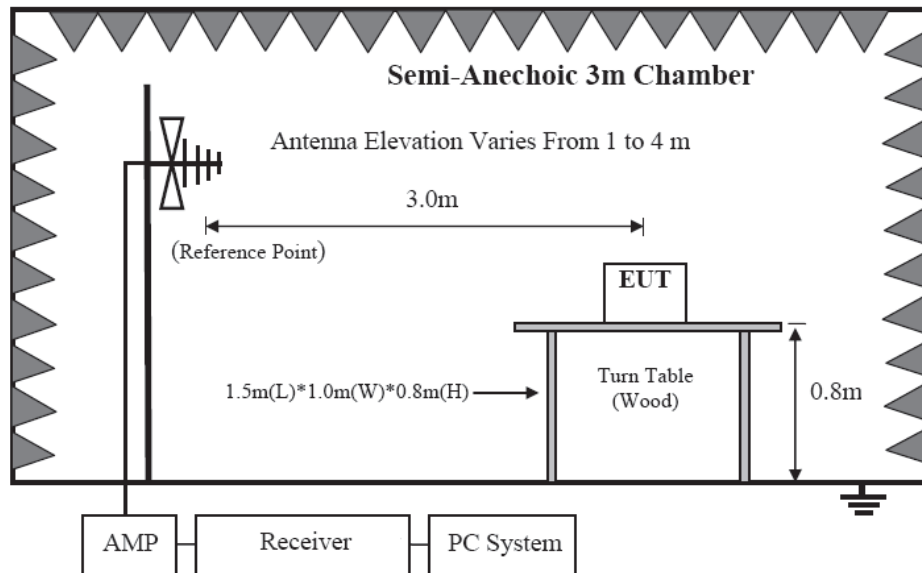 Semi-Anechoic 3m Chamber
Antenna Elevation Varies From 1 to 4 m
3.0m
(Reference Point)
EUT
1.5m(L)*1.0m(W)*0.8m(H)
Turn Table
(Wood)
0.8m
AMP
Receiver
PC System